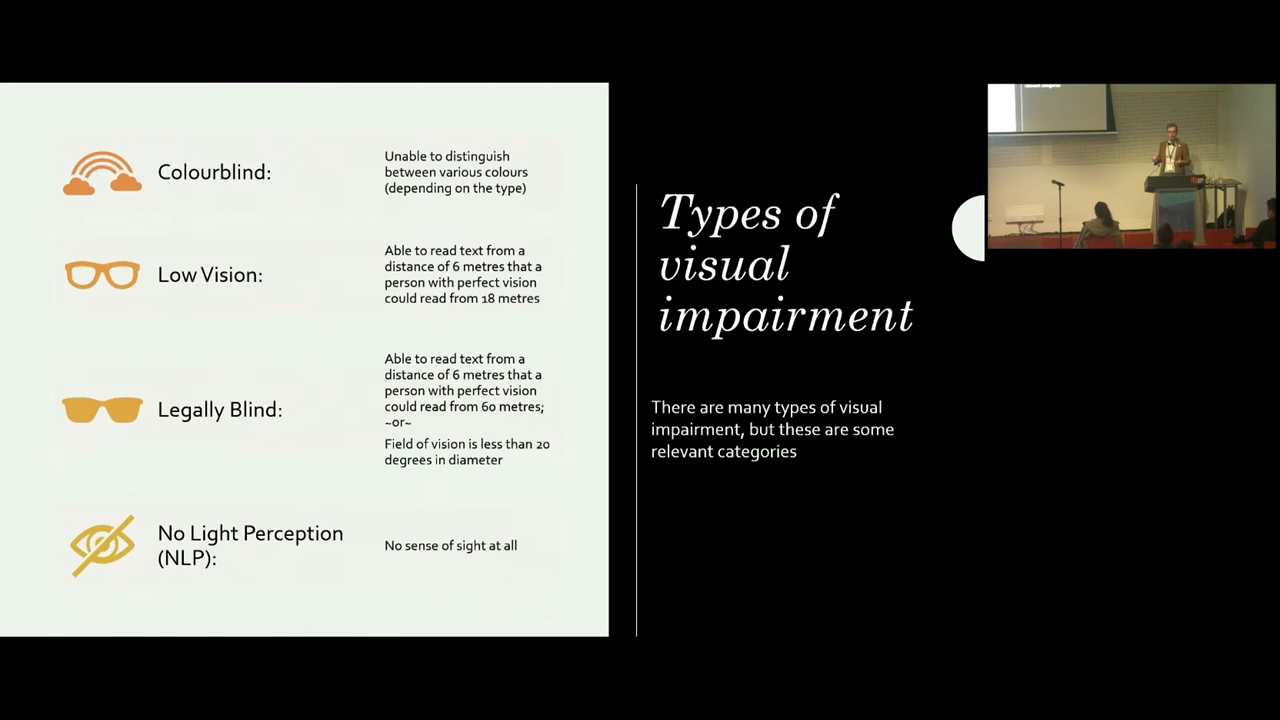 Colourblind:
Unable to distinguish
between various colours
(depending on the type)
Low Vision:
Able to read text from a
distance of 6 metres that a
person with perfect vision
could read from 18 metres
Legally Blind:
Able to read text from a
distance of 6 metres that a
person with perfect vision
could read from 60 metres;
~or~
Field of vision is less than 20
degrees in diameter
No Light Perception
(NLP):
No sense of sight at all
Types of
visual
impairment
There are many types of visual
impairment, but these are some
relevant categories
relevant categories